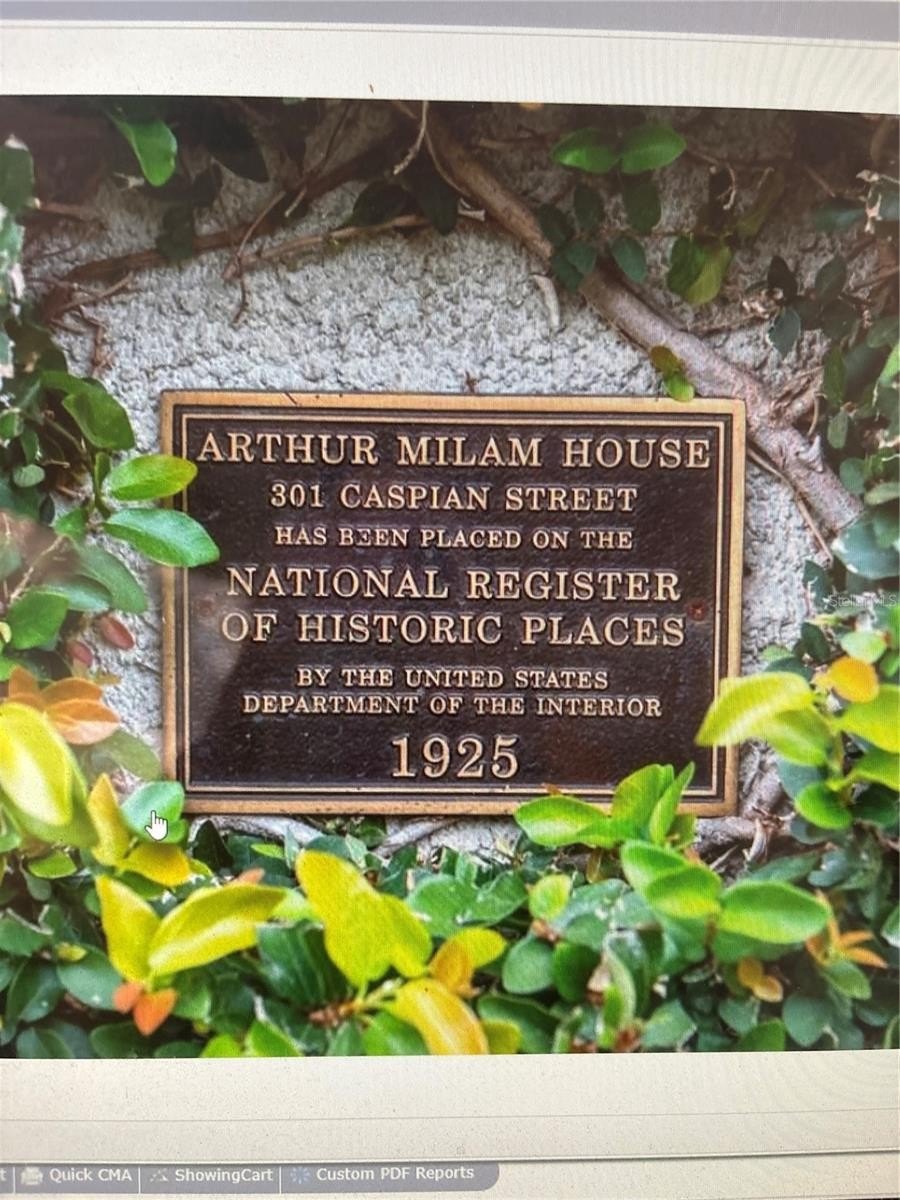 ARTHUR MILAM HOUSE
301 CASPIAN STREET
HAS BEEN PLACED ON THE
NATIONAL REGISTER
OF HISTORIC PLACES
BY THE UNITED STATES
DEPARTMENT OF THE INTERIOR
1925
StellarMLS
t Quick CMA ShowingCart Custom PDF Reports